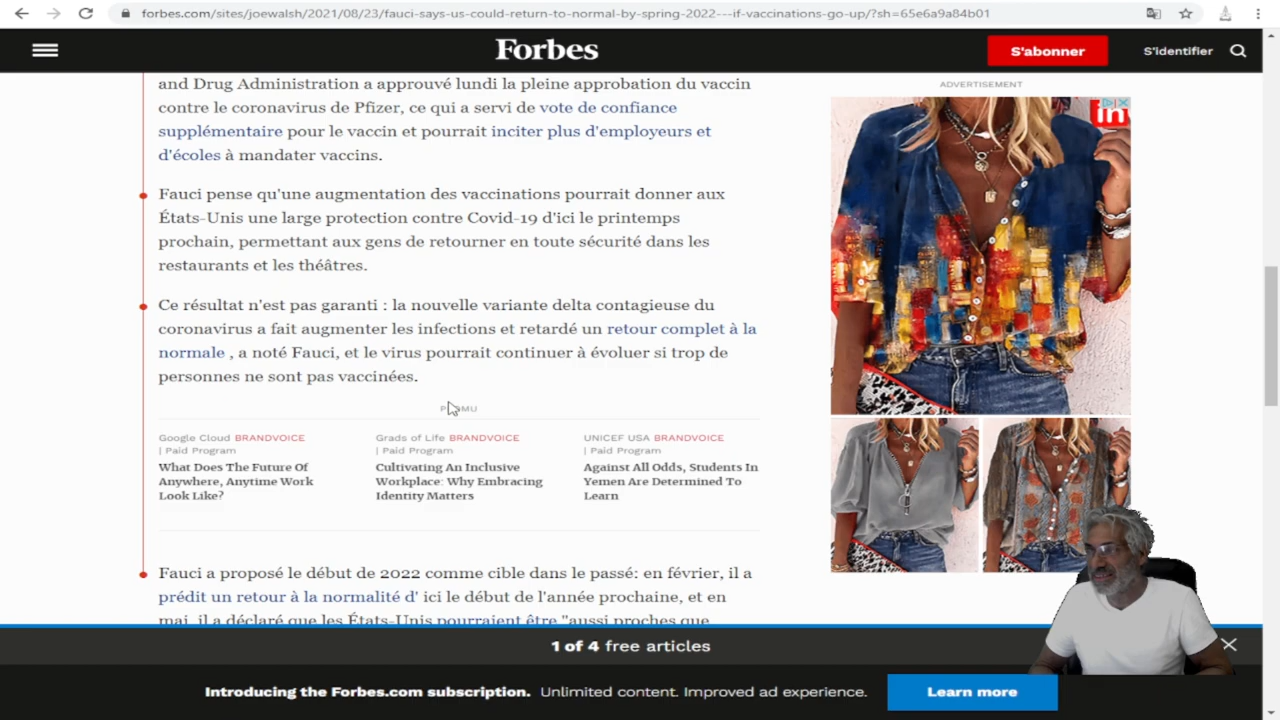 forbes.com/sites/joewalsh/2021/08/23/fauci-says-us-could-return-to-normal-by-spring-2022---if-vaccinations-go-up/?sh=65e6a9a84b01
Forbes
S'abonner
S'identifier
and Drug Administration a approuvé lundi la pleine approbation du vaccin
contre le coronavirus de Pfizer, ce qui a servi de vote de confiance
supplémentaire pour le vaccin et pourrait inciter plus d'employeurs et
d'écoles à mandater vaccins.
Fauci pense qu'une augmentation des vaccinations pourrait donner aux
États-Unis une large protection contre Covid-19 d'ici le printemps
prochain, permettant aux gens de retourner en toute sécurité dans les
restaurants et les théâtres.
Ce résultat n'est pas garanti : la nouvelle variante delta contagieuse du
coronavirus a fait augmenter les infections et retardé un retour complet à la
normale , a noté Fauci, et le virus pourrait continuer à évoluer si trop de
personnes ne sont pas vaccinées.
Google Cloud BRANDVOICE
| Paid Program
What Does The Future Of
Anywhere, Anytime Work
Look Like?
Grads of Life BRANDVOICE
| Paid Program
Cultivating An Inclusive
Workplace: Why Embracing
Identity Matters
UNICEF USA BRANDVOICE
| Paid Program
Against All Odds, Students In
Yemen Are Determined To
Learn
Fauci a proposé le début de 2022 comme cible dans le passé: en février, il a
prédit un retour à la normalité d' ici le début de l'année prochaine, et en
mai, il a déclaré que les États-Unis pourraient être "aussi proches que
ADVERTISEMENT
1 of 4 free articles
Introducing the Forbes.com subscription. Unlimited content. Improved ad experience.
Learn more